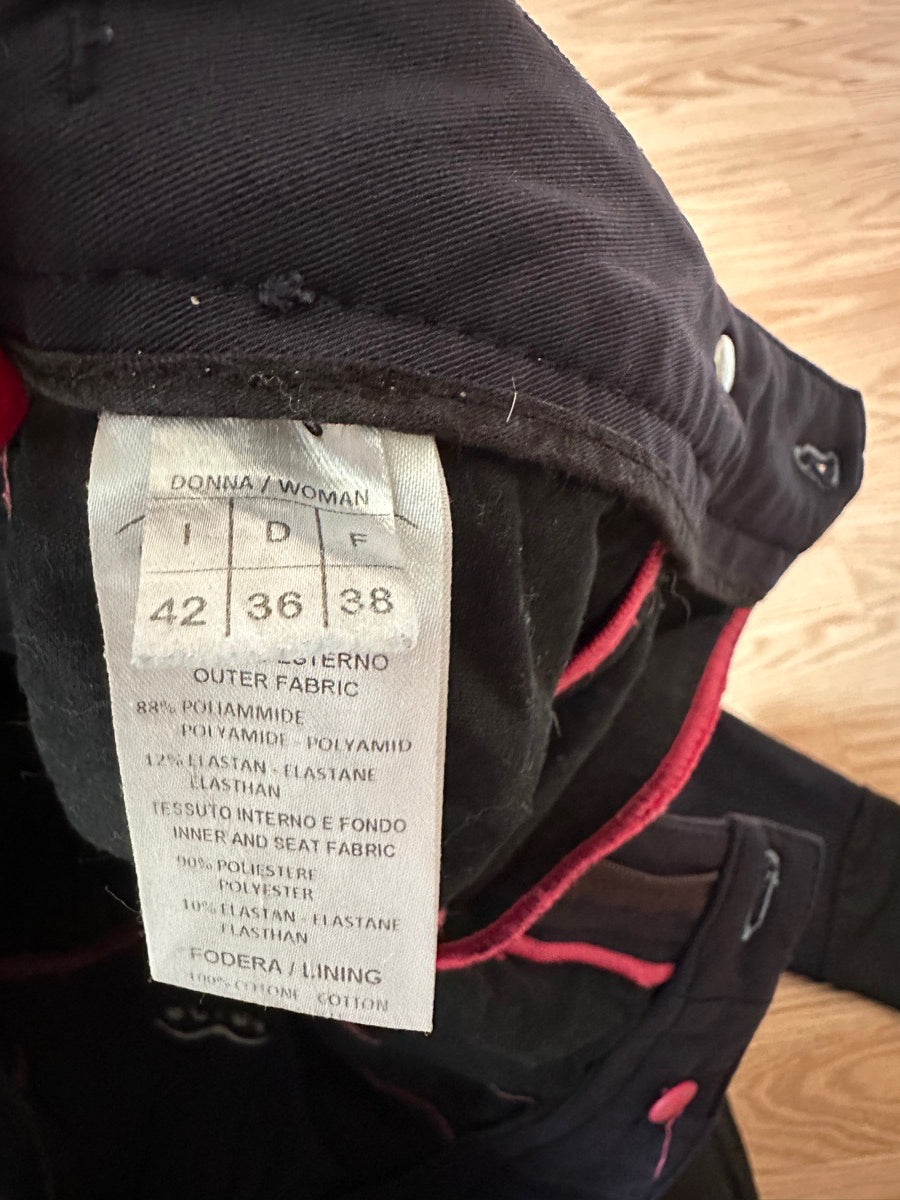 DONNA / WOMAN
I D F
42 36 38
ESTERNO
OUTER FABRIC
88% POLIAMMIDE
POLYAMIDE - POLYAMID
12% ELASTAN - ELASTANE
ELASTHAN
TESSUTO INTERNO E FONDO
INNER AND SEAT FABRIC
90% POLIESTERE
POLYESTER
10% ELASTAN - ELASTANE
ELASTHAN
FODERA / LINING
100% COTONE - COTTON